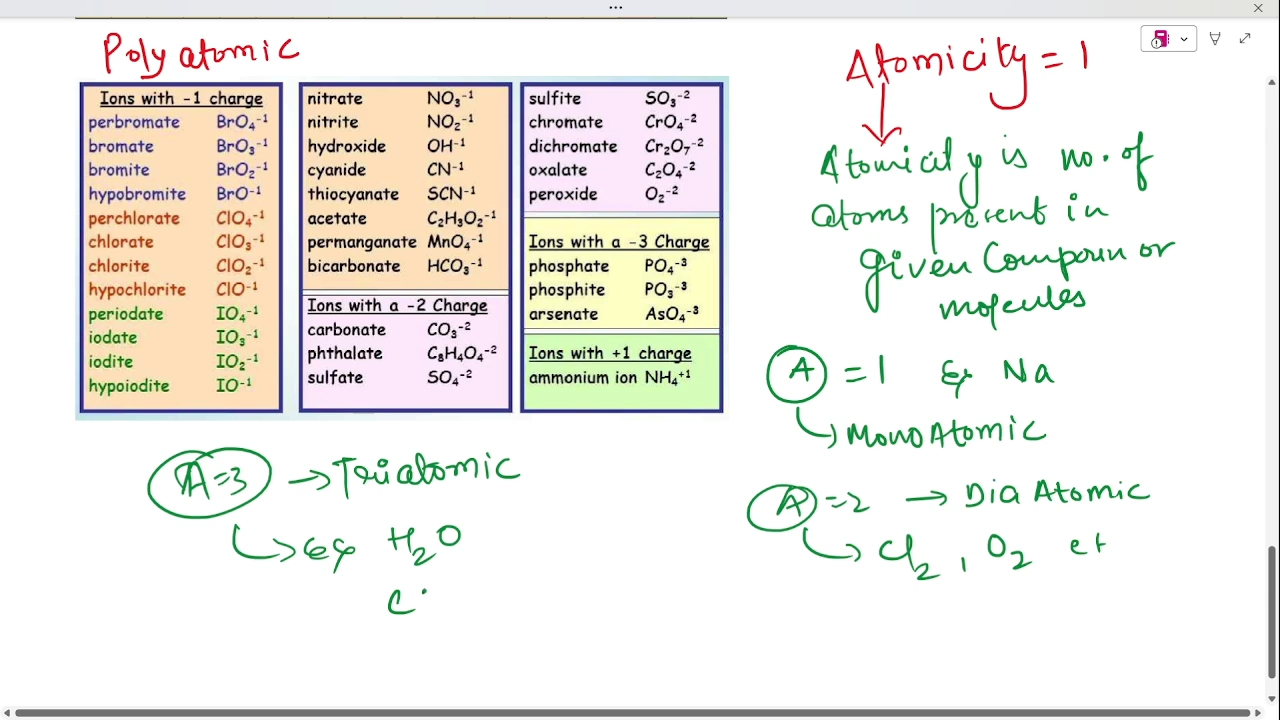 Polyatomic
Ions with -1 charge
perbromate BrO₄⁻¹
bromate BrO₃⁻¹
bromite BrO₂⁻¹
hypobromite BrO⁻¹
perchlorate ClO₄⁻¹
chlorate ClO₃⁻¹
chlorite ClO₂⁻¹
hypochlorite ClO⁻¹
periodate IO₄⁻¹
iodate IO₃⁻¹
iodite IO₂⁻¹
hypoiodite IO⁻¹
nitrate NO₃⁻¹
nitrite NO₂⁻¹
hydroxide OH⁻¹
cyanide CN⁻¹
thiocyanate SCN⁻¹
acetate C₂H₃O₂⁻¹
permanganate MnO₄⁻¹
bicarbonate HCO₃⁻¹
Ions with a -2 Charge
carbonate CO₃⁻²
phthalate C₈H₄O₄⁻²
sulfate SO₄⁻²
sulfite SO₃⁻²
chromate CrO₄⁻²
dichromate Cr₂O₇⁻²
oxalate C₂O₄⁻²
peroxide O₂⁻²
Ions with a -3 Charge
phosphate PO₄⁻³
phosphite PO₃⁻³
arsenate AsO₄⁻³
Ions with +1 charge
ammonium ion NH₄⁺¹
A=3 → Triatomic
eg H₂O
C
Atomicity = 1
Atomicity is no. of
atoms present in
given Compoun or
molecules
A = 1 eg Na
MonoAtomic
A = 2 → DiaAtomic
Cl₂, O₂ et